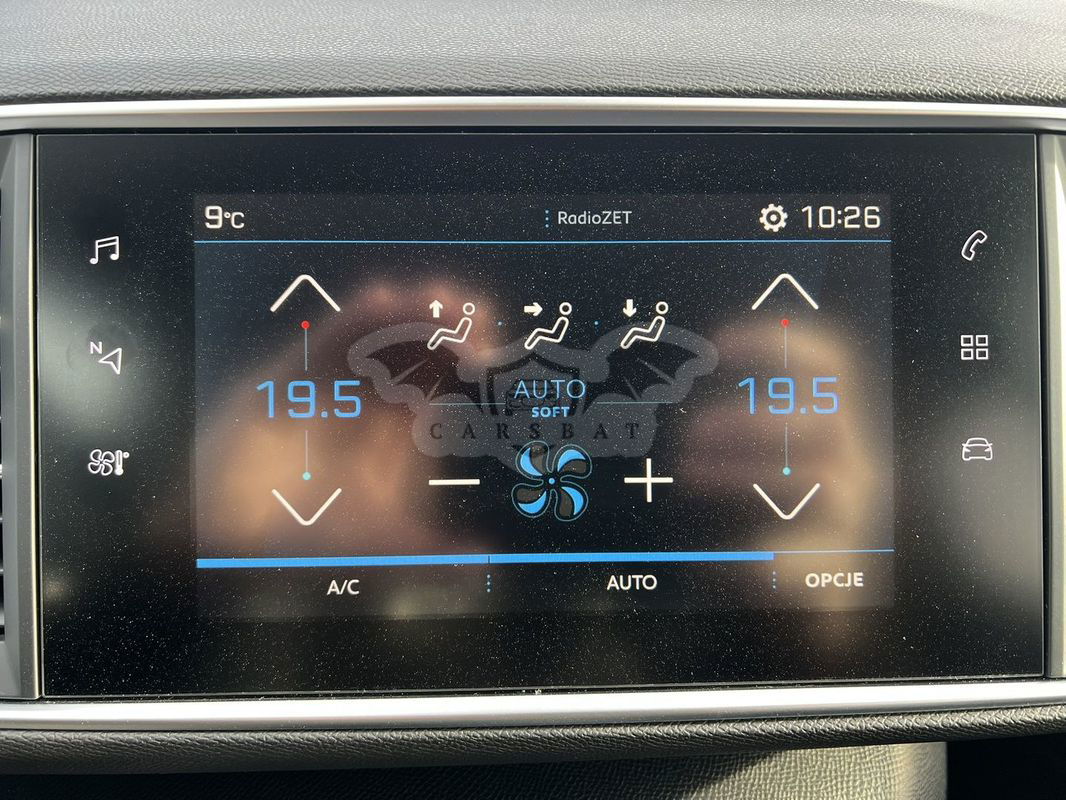 9°C RadioZET 10:26
N
19.5 AUTO 19.5
SOFT
CARSBAT
A/C AUTO OPCJE